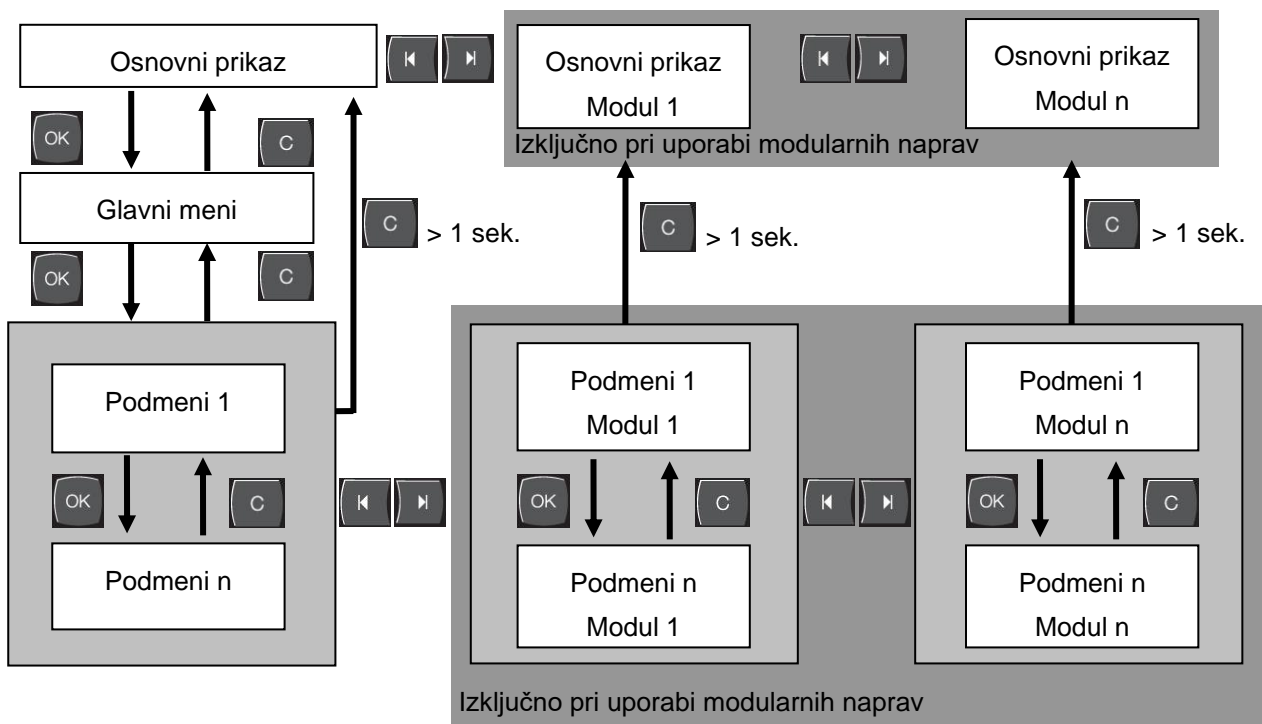 Osnovni prikaz
Osnovni prikaz
Modul 1
Osnovni prikaz
Modul n
Izključno pri uporabi modularnih naprav
OK
C
Glavni meni
C
> 1 sek.
C
> 1 sek.
C
> 1 sek.
OK
C
Podmeni 1
OK
C
Podmeni n
Podmeni 1
Modul 1
OK
C
Podmeni n
Modul 1
Podmeni 1
Modul n
OK
C
Podmeni n
Modul n
Izključno pri uporabi modularnih naprav